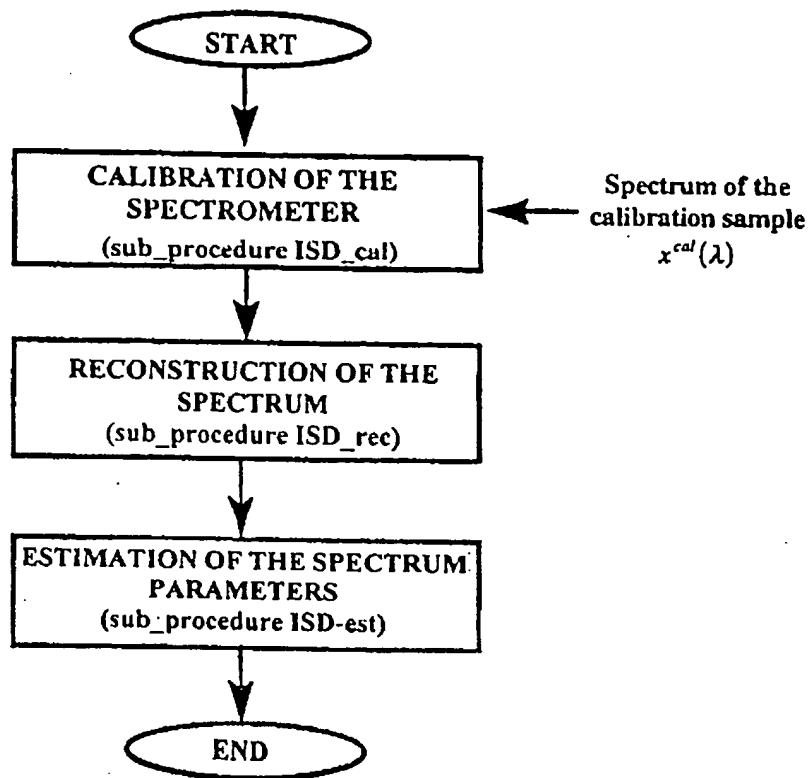 START
CALIBRATION OF THE
SPECTROMETER
(sub_procedure ISD_cal)
Spectrum of the
calibration sample
x^{cal}(λ)
RECONSTRUCTION OF THE
SPECTRUM
(sub_procedure ISD_rec)
ESTIMATION OF THE SPECTRUM
PARAMETERS
(sub_procedure ISD-est)
END